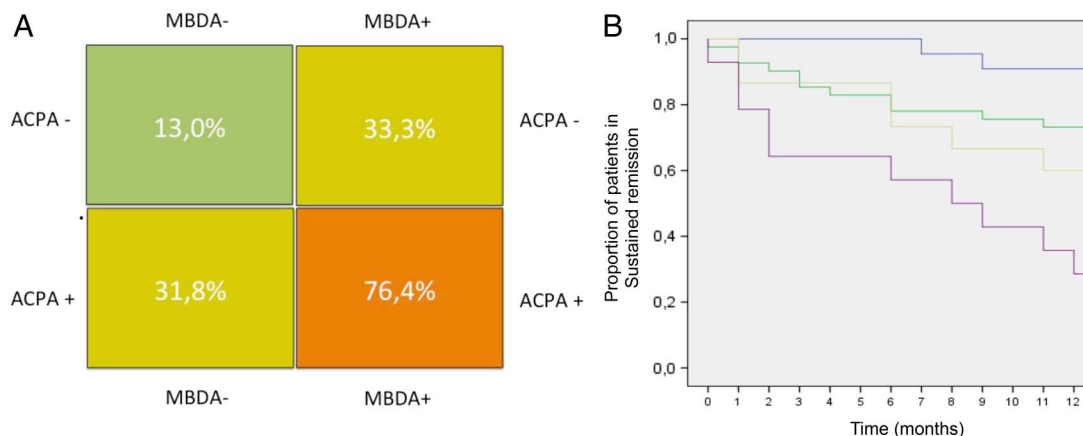 A
MBDA-
MBDA+
ACPA -
13,0%
33,3%
ACPA -
ACPA +
31,8%
76,4%
ACPA +
MBDA-
MBDA+
B
Proportion of patients in
Sustained remission
1,0
0,8
0,6
0,4
0,2
0,0
0 1 2 3 4 5 6 7 8 9 10 11 12
Time (months)